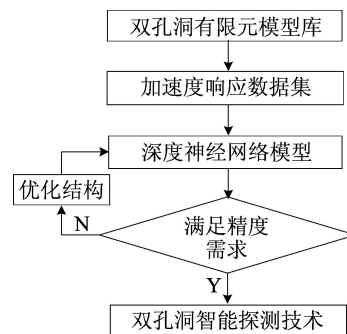 双孔洞有限元模型库
加速度响应数据集
深度神经网络模型
优化结构
N
满足精度
需求
Y
双孔洞智能探测技术